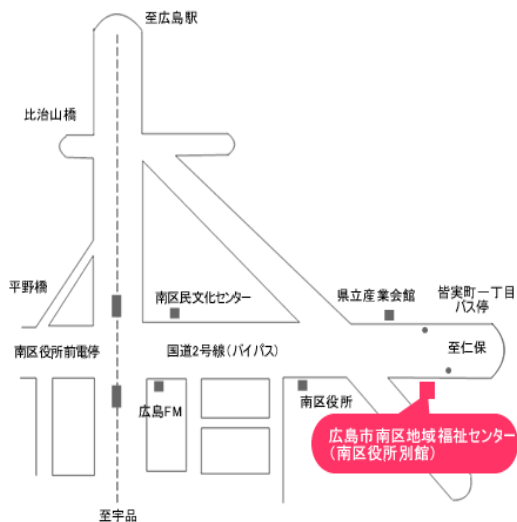 至広島駅
比治山橋
平野橋
南区民文化センター
県立産業会館
皆実町一丁目
バス停
南区役所前電停
国道2号線(バイパス)
至仁保
広島FM
南区役所
広島市南区地域福祉センター
(南区役所別館)
至宇品